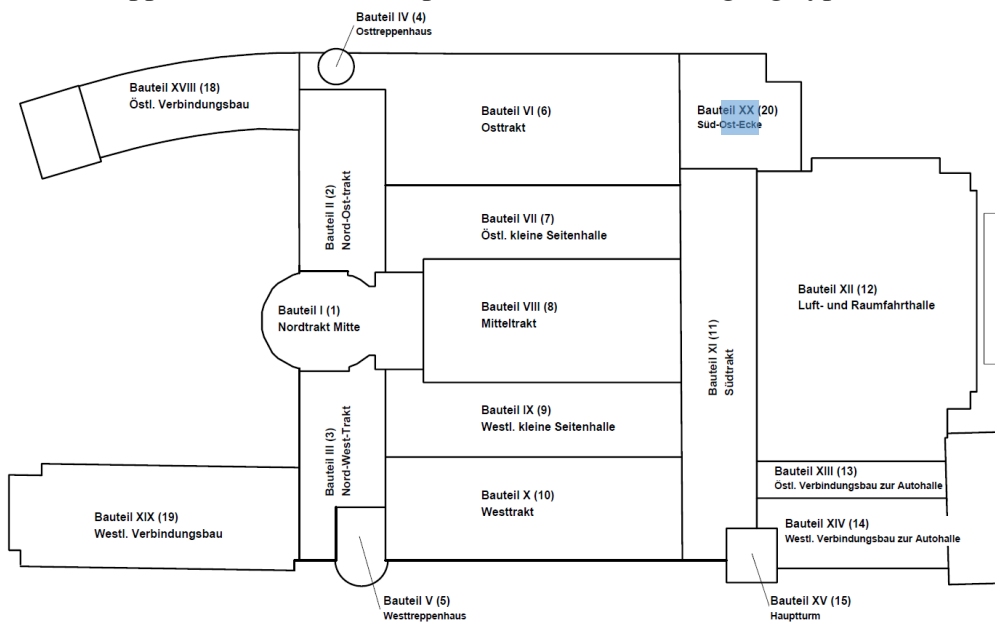 Bauteil IV (4)
Osttreppenhaus
Bauteil XVIII (18)
Östl. Verbindungsbau
Bauteil VI (6)
Osttrakt
Bauteil XX (20)
Süd-Ost-Ecke
Bauteil II (2)
Nord-Ost-trakt
Bauteil VII (7)
Östl. kleine Seitenhalle
Bauteil I (1)
Nordtrakt Mitte
Bauteil VIII (8)
Mitteltrakt
Bauteil XI (11)
Südtrakt
Bauteil XII (12)
Luft- und Raumfahrthalle
Bauteil III (3)
Nord-West-Trakt
Bauteil IX (9)
Westl. kleine Seitenhalle
Bauteil XIII (13)
Östl. Verbindungsbau zur Autohalle
Bauteil X (10)
Westtrakt
Bauteil XIX (19)
Westl. Verbindungsbau
Bauteil XIV (14)
Westl. Verbindungsbau zur Autohalle
Bauteil V (5)
Westtreppenhaus
Bauteil XV (15)
Hauptturm